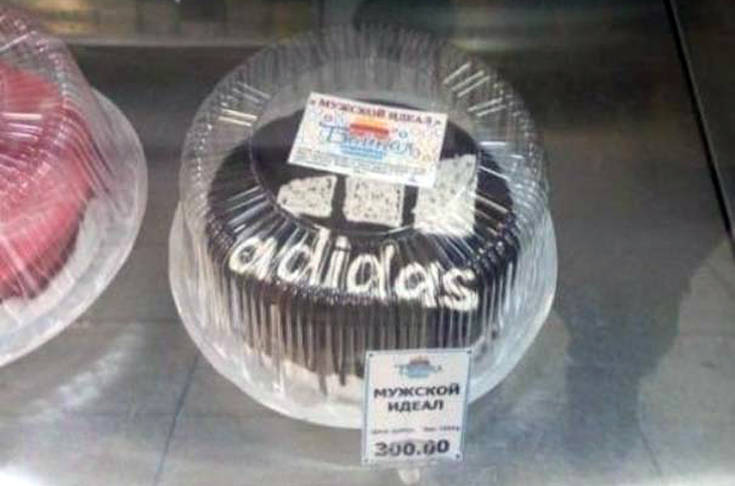 « МУЖСКОЙ ИДЕАЛ »
adidas
МУЖСКОЙ
ИДЕАЛ
300.00